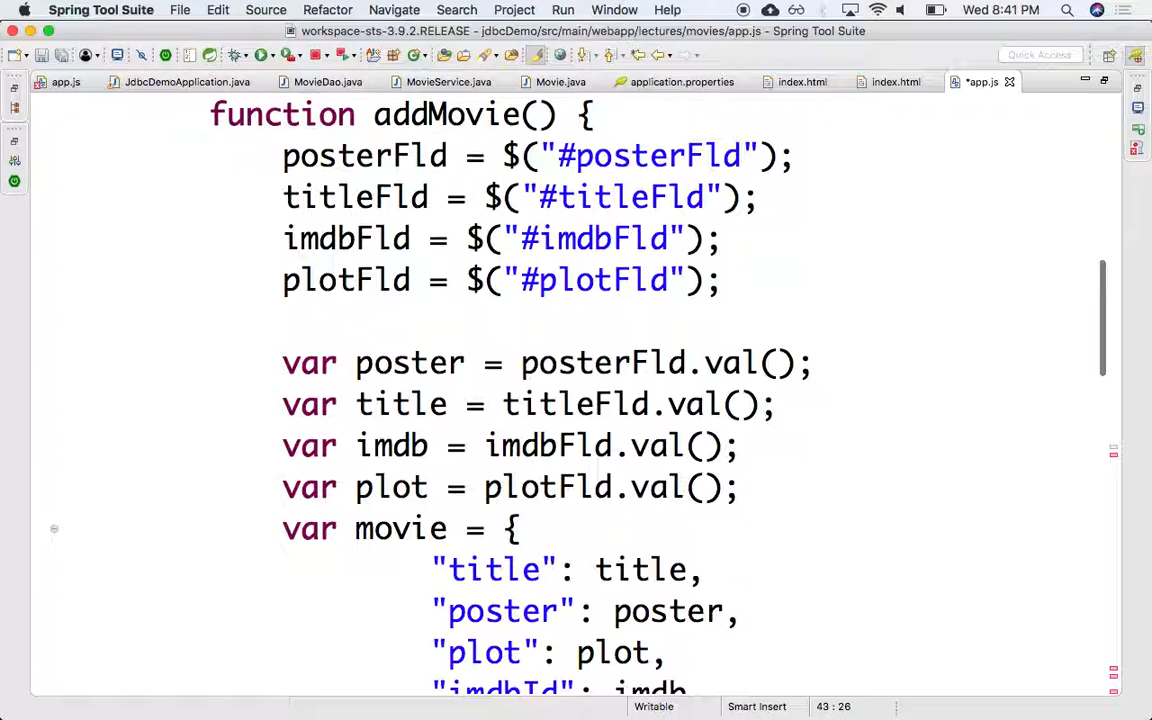 Spring Tool Suite File Edit Source Refactor Navigate Search Project Run Window Help Wed 8:41 PM
workspace-sts-3.9.2.RELEASE - jdbcDemo/src/main/webapp/lectures/movies/app.js - Spring Tool Suite
Quick Access
app.js JdbcDemoApplication.java MovieDao.java MovieService.java Movie.java application.properties index.html index.html *app.js
function addMovie() {
posterFld = $("#posterFld");
titleFld = $("#titleFld");
imdbFld = $("#imdbFld");
plotFld = $("#plotFld");
var poster = posterFld.val();
var title = titleFld.val();
var imdb = imdbFld.val();
var plot = plotFld.val();
var movie = {
"title": title,
"poster": poster,
"plot": plot,
"imdbId": imdb
Writable Smart Insert 43 : 26